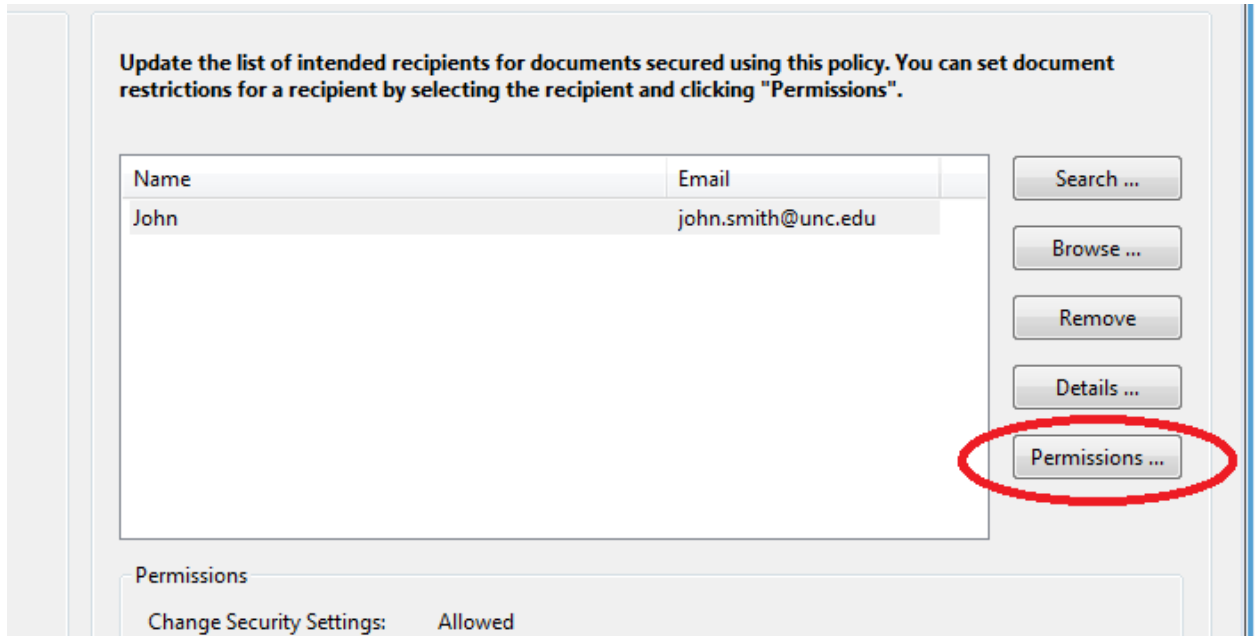 Update the list of intended recipients for documents secured using this policy. You can set document
restrictions for a recipient by selecting the recipient and clicking "Permissions".
Name Email
Search ...
John john.smith@unc.edu
Browse ...
Remove
Details ...
Permissions ...
Permissions
Change Security Settings: Allowed